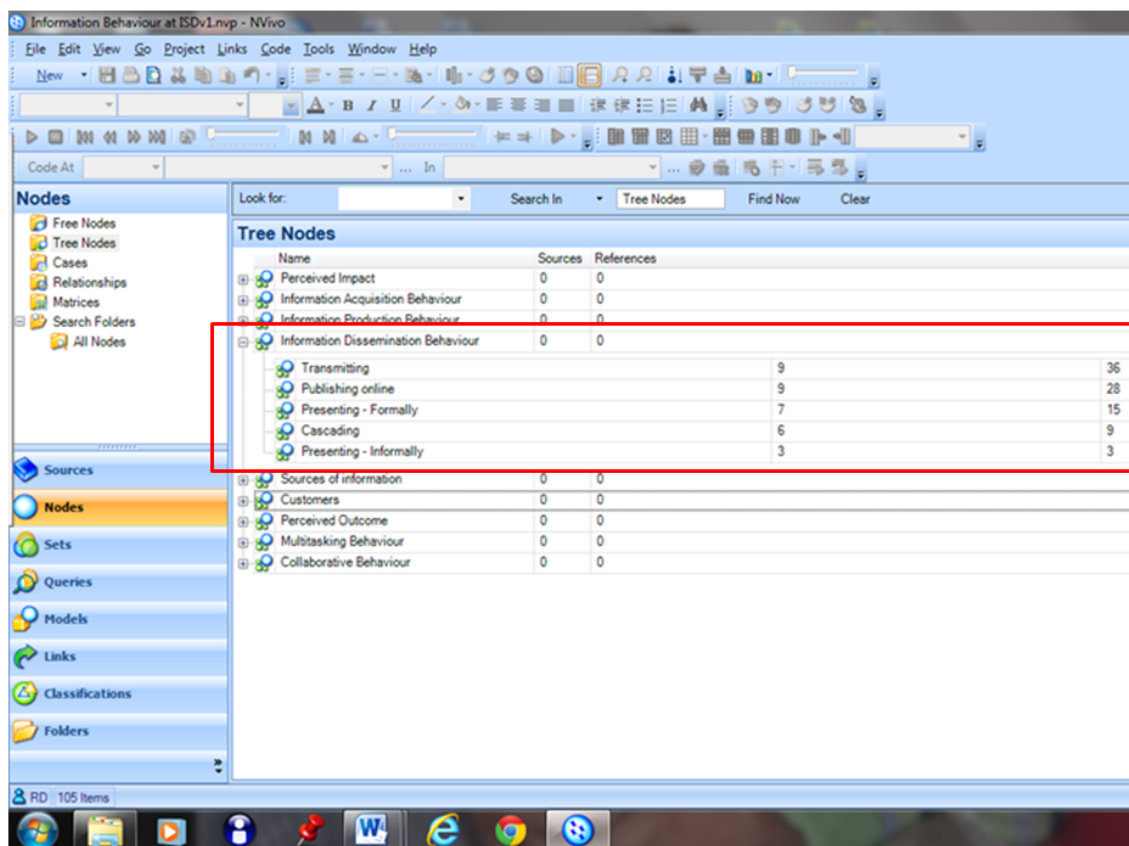 Information Behaviour at ISDv1.nvp - NVivo
File Edit View Go Project Links Code Tools Window Help
New
A B I U
Code At ... In ...
Nodes
Free Nodes
Tree Nodes
Cases
Relationships
Matrices
Search Folders
All Nodes
Sources
Nodes
Sets
Queries
Models
Links
Classifications
Folders
Look for: Search In Tree Nodes Find Now Clear
Tree Nodes
Name Sources References
Perceived Impact 0 0
Information Acquisition Behaviour 0 0
Information Production Behaviour 0 0
Information Dissemination Behaviour 0 0
Transmitting 9 36
Publishing online 9 28
Presenting - Formally 7 15
Cascading 6 9
Presenting - Informally 3 3
Sources of information 0 0
Customers 0 0
Perceived Outcome 0 0
Multitasking Behaviour 0 0
Collaborative Behaviour 0 0
RD 105 Items